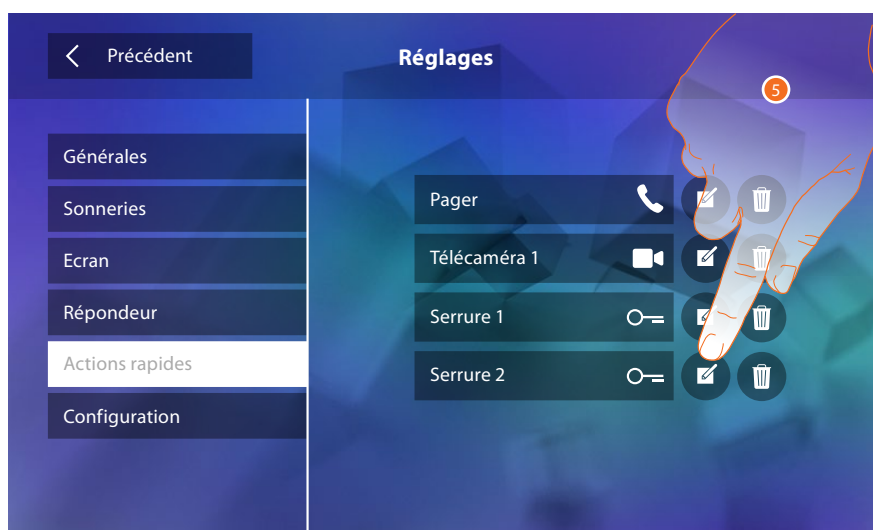 Précédent
Réglages
5
Générales
Sonneries
Ecran
Répondeur
Actions rapides
Configuration
Pager
Télécaméra 1
Serrure 1
Serrure 2